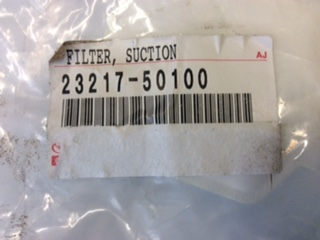 FILTER, SUCTION
AJ
23217-50100